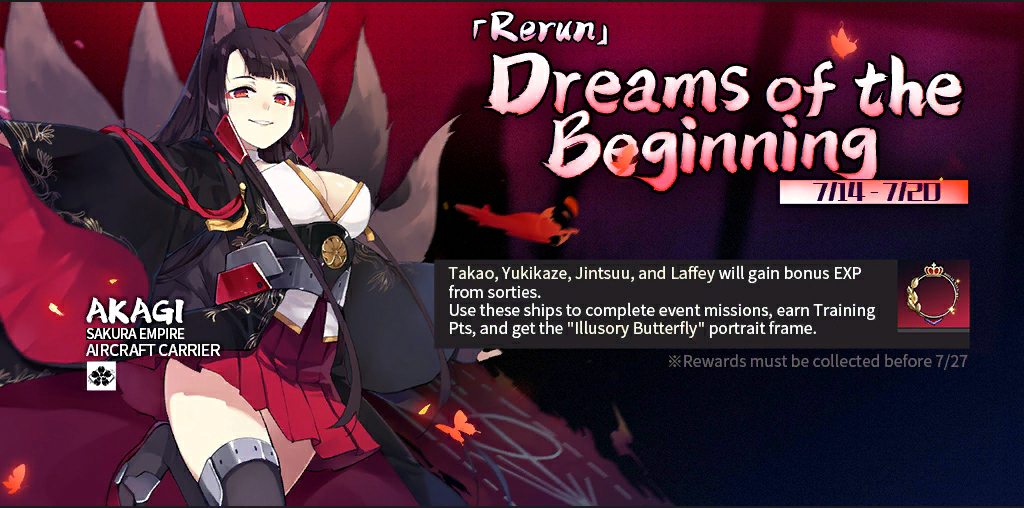 「Rerun」
Dreams of the
Beginning
7/14 - 7/20
Takao, Yukikaze, Jintsuu, and Laffey will gain bonus EXP
from sorties.
Use these ships to complete event missions, earn Training
Pts, and get the "Illusory Butterfly" portrait frame.
※Rewards must be collected before 7/27
AKAGI
SAKURA EMPIRE
AIRCRAFT CARRIER